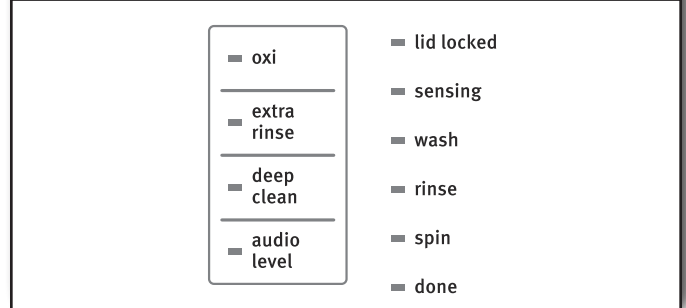 oxi
extra
rinse
deep
clean
audio
level
lid locked
sensing
wash
rinse
spin
done